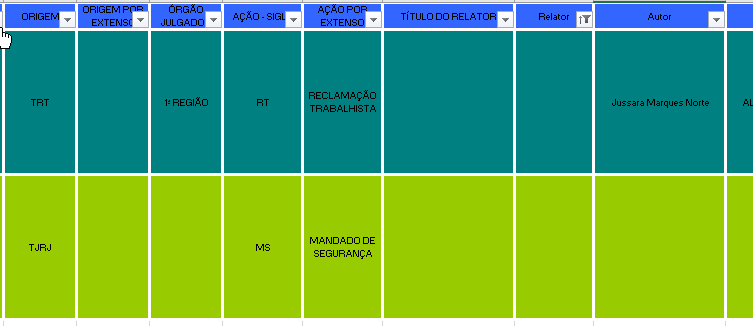 ORIGEM
ORIGEM POR
EXTENSO
ÓRGÃO
JULGADO
AÇÃO - SIGL
AÇÃO POR
EXTENSO
TÍTULO DO RELATOR
Relator
Autor
TRT
1ª REGIÃO
RT
RECLAMAÇÃO
TRABALHISTA
Jussara Marques Norte
AL
TJRJ
MS
MANDADO DE
SEGURANÇA